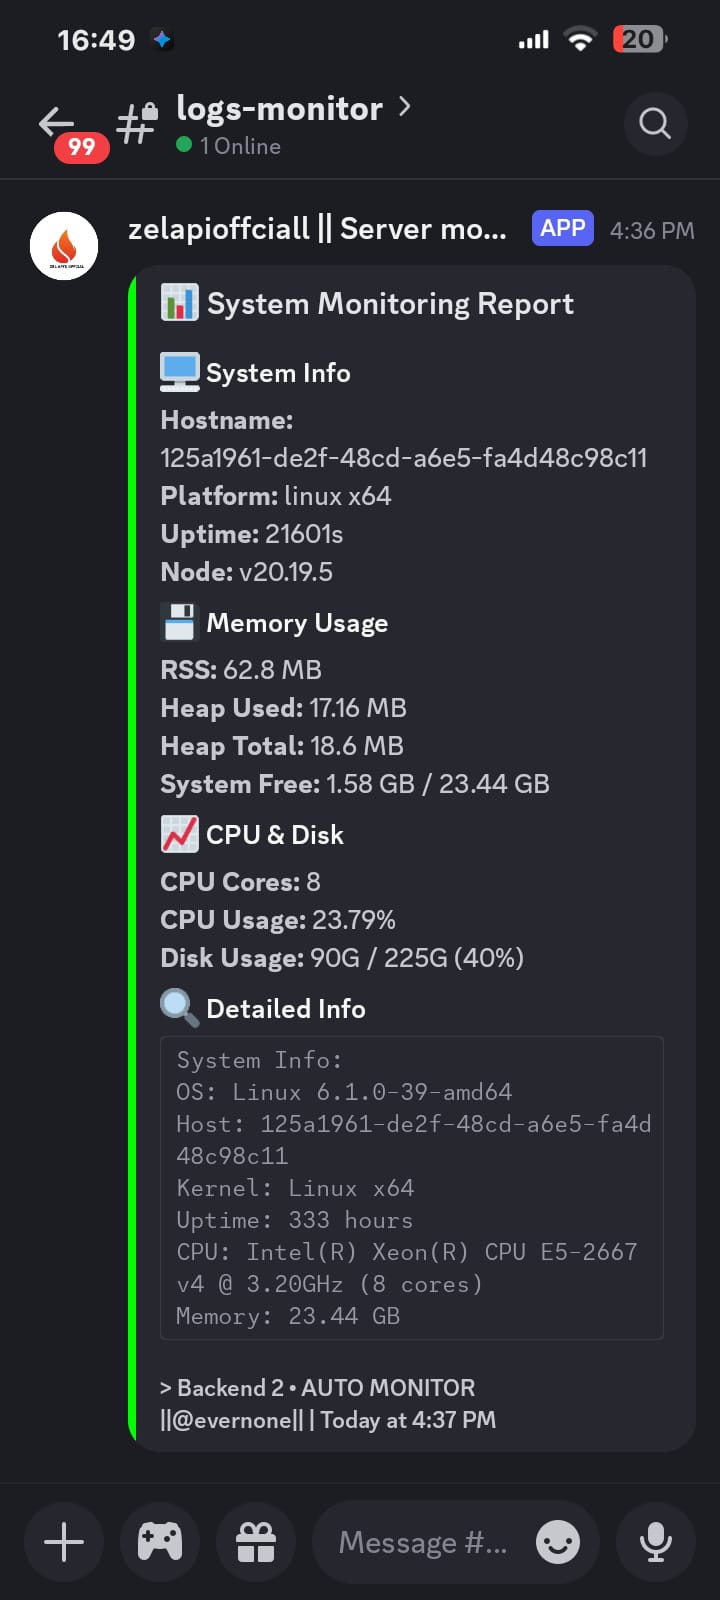 16:49
20
99
logs-monitor
1 Online
zelapioffciall || Server mo...
APP
4:36 PM
System Monitoring Report
System Info
Hostname:
125a1961-de2f-48cd-a6e5-fa4d48c98c11
Platform: linux x64
Uptime: 21601s
Node: v20.19.5
Memory Usage
RSS: 62.8 MB
Heap Used: 17.16 MB
Heap Total: 18.6 MB
System Free: 1.58 GB / 23.44 GB
CPU & Disk
CPU Cores: 8
CPU Usage: 23.79%
Disk Usage: 90G / 225G (40%)
Detailed Info
System Info:
OS: Linux 6.1.0-39-amd64
Host: 125a1961-de2f-48cd-a6e5-fa4d
48c98c11
Kernel: Linux x64
Uptime: 333 hours
CPU: Intel(R) Xeon(R) CPU E5-2667
v4 @ 3.20GHz (8 cores)
Memory: 23.44 GB
> Backend 2 • AUTO MONITOR
||@evernone|| | Today at 4:37 PM
Message #...